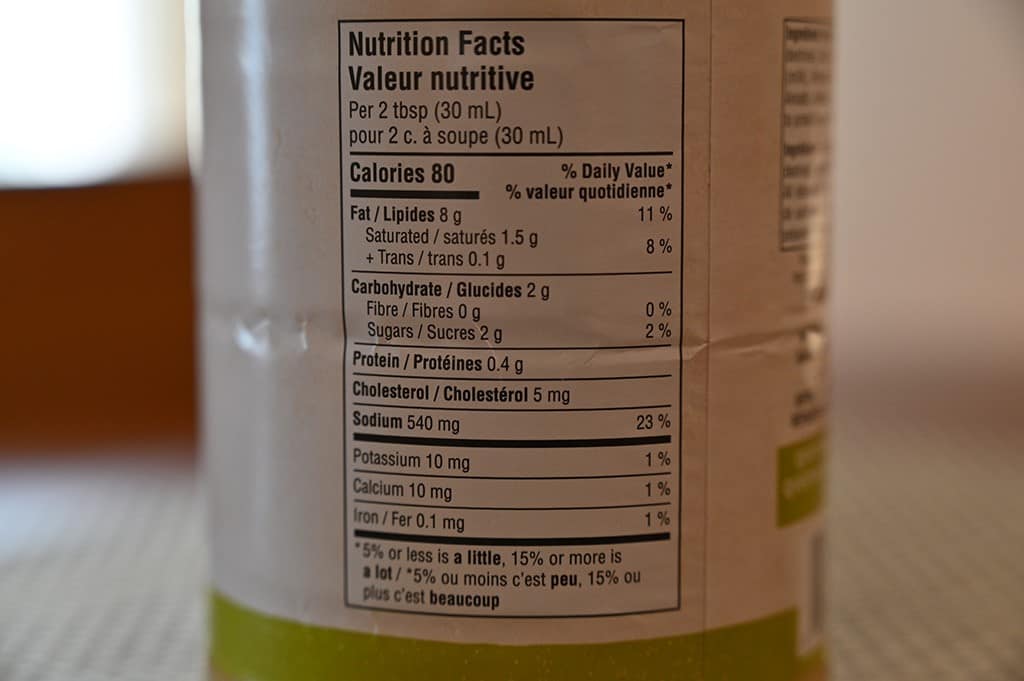 Nutrition Facts
Valeur nutritive
Per 2 tbsp (30 mL)
pour 2 c. à soupe (30 mL)
Calories 80
% Daily Value*
% valeur quotidienne*
Fat / Lipides 8 g 11 %
Saturated / saturés 1.5 g
+ Trans / trans 0.1 g
8 %
Carbohydrate / Glucides 2 g
Fibre / Fibres 0 g 0 %
Sugars / Sucres 2 g 2 %
Protein / Protéines 0.4 g
Cholesterol / Cholestérol 5 mg
Sodium 540 mg 23 %
Potassium 10 mg 1 %
Calcium 10 mg 1 %
Iron / Fer 0.1 mg 1 %
*5% or less is a little, 15% or more is
a lot / *5% ou moins c'est peu, 15% ou
plus c'est beaucoup